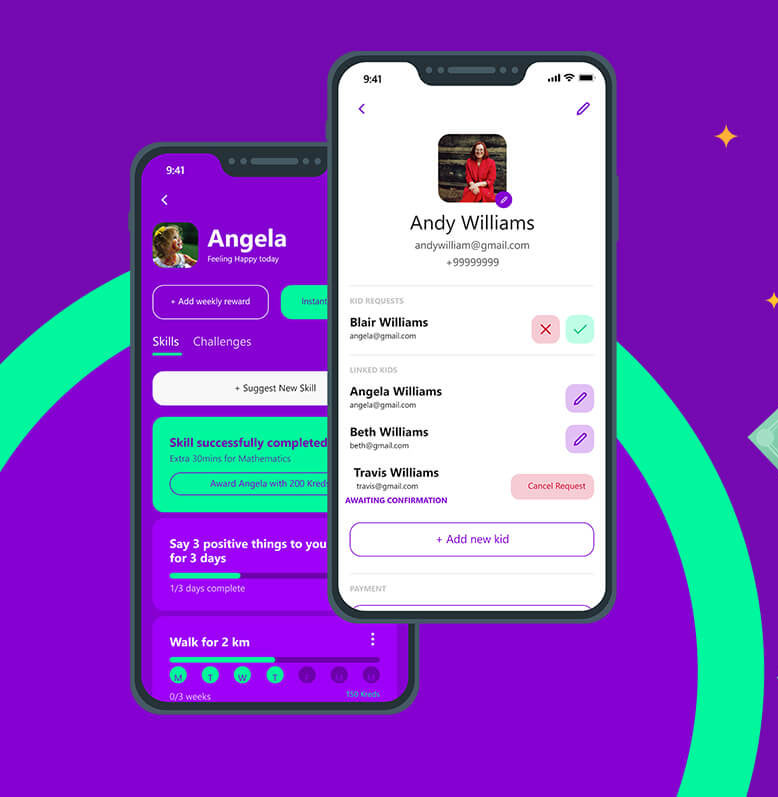 9:41
Angela
Feeling Happy today
+ Add weekly reward
Instant
Skills
Challenges
+ Suggest New Skill
Skill successfully completed
Extra 30mins for Mathematics
Award Angela with 200 Kreds
Say 3 positive things to you
for 3 days
1/3 days complete
Walk for 2 km
M
T
W
T
0/3 weeks
150 Kreds
9:41
Andy Williams
andywilliam@gmail.com
+99999999
KID REQUESTS
Blair Williams
angela@gmail.com
LINKED KIDS
Angela Williams
angela@gmail.com
Beth Williams
beth@gmail.com
Travis Williams
travis@gmail.com
Cancel Request
AWAITING CONFIRMATION
+ Add new kid
PAYMENT